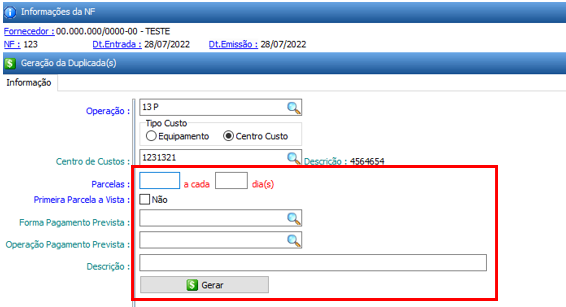 Informações da NF
Fornecedor : 00.000.000/0000-00 - TESTE
NF : 123 Dt.Entrada : 28/07/2022 Dt.Emissão : 28/07/2022
Geração da Duplicada(s)
Informação
Operação : 13 P
Tipo Custo
Equipamento Centro Custo
Centro de Custos : 1231321 Descrição : 4564654
Parcelas : a cada dia(s)
Primeira Parcela a Vista : Não
Forma Pagamento Prevista :
Operação Pagamento Prevista :
Descrição :
Gerar